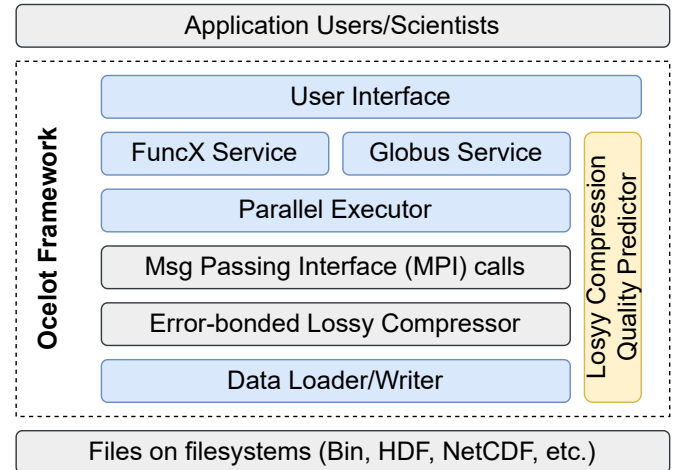 Application Users/Scientists
Ocelot Framework
User Interface
FuncX Service
Globus Service
Parallel Executor
Msg Passing Interface (MPI) calls
Error-bonded Lossy Compressor
Data Loader/Writer
Losyy Compression
Quality Predictor
Files on filesystems (Bin, HDF, NetCDF, etc.)